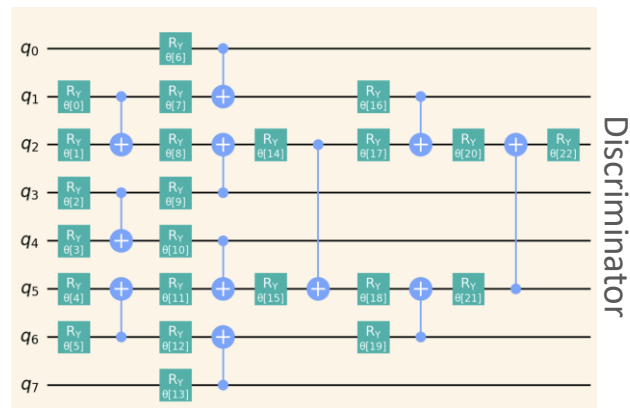 q0 RY θ[6]
q1 RY θ[0] RY θ[7] RY θ[16]
q2 RY θ[1] RY θ[8] RY θ[14] RY θ[17] RY θ[20] RY θ[22]
q3 RY θ[2] RY θ[9]
q4 RY θ[3] RY θ[10]
q5 RY θ[4] RY θ[11] RY θ[15] RY θ[18] RY θ[21]
q6 RY θ[5] RY θ[12] RY θ[19]
q7 RY θ[13]
Discriminator